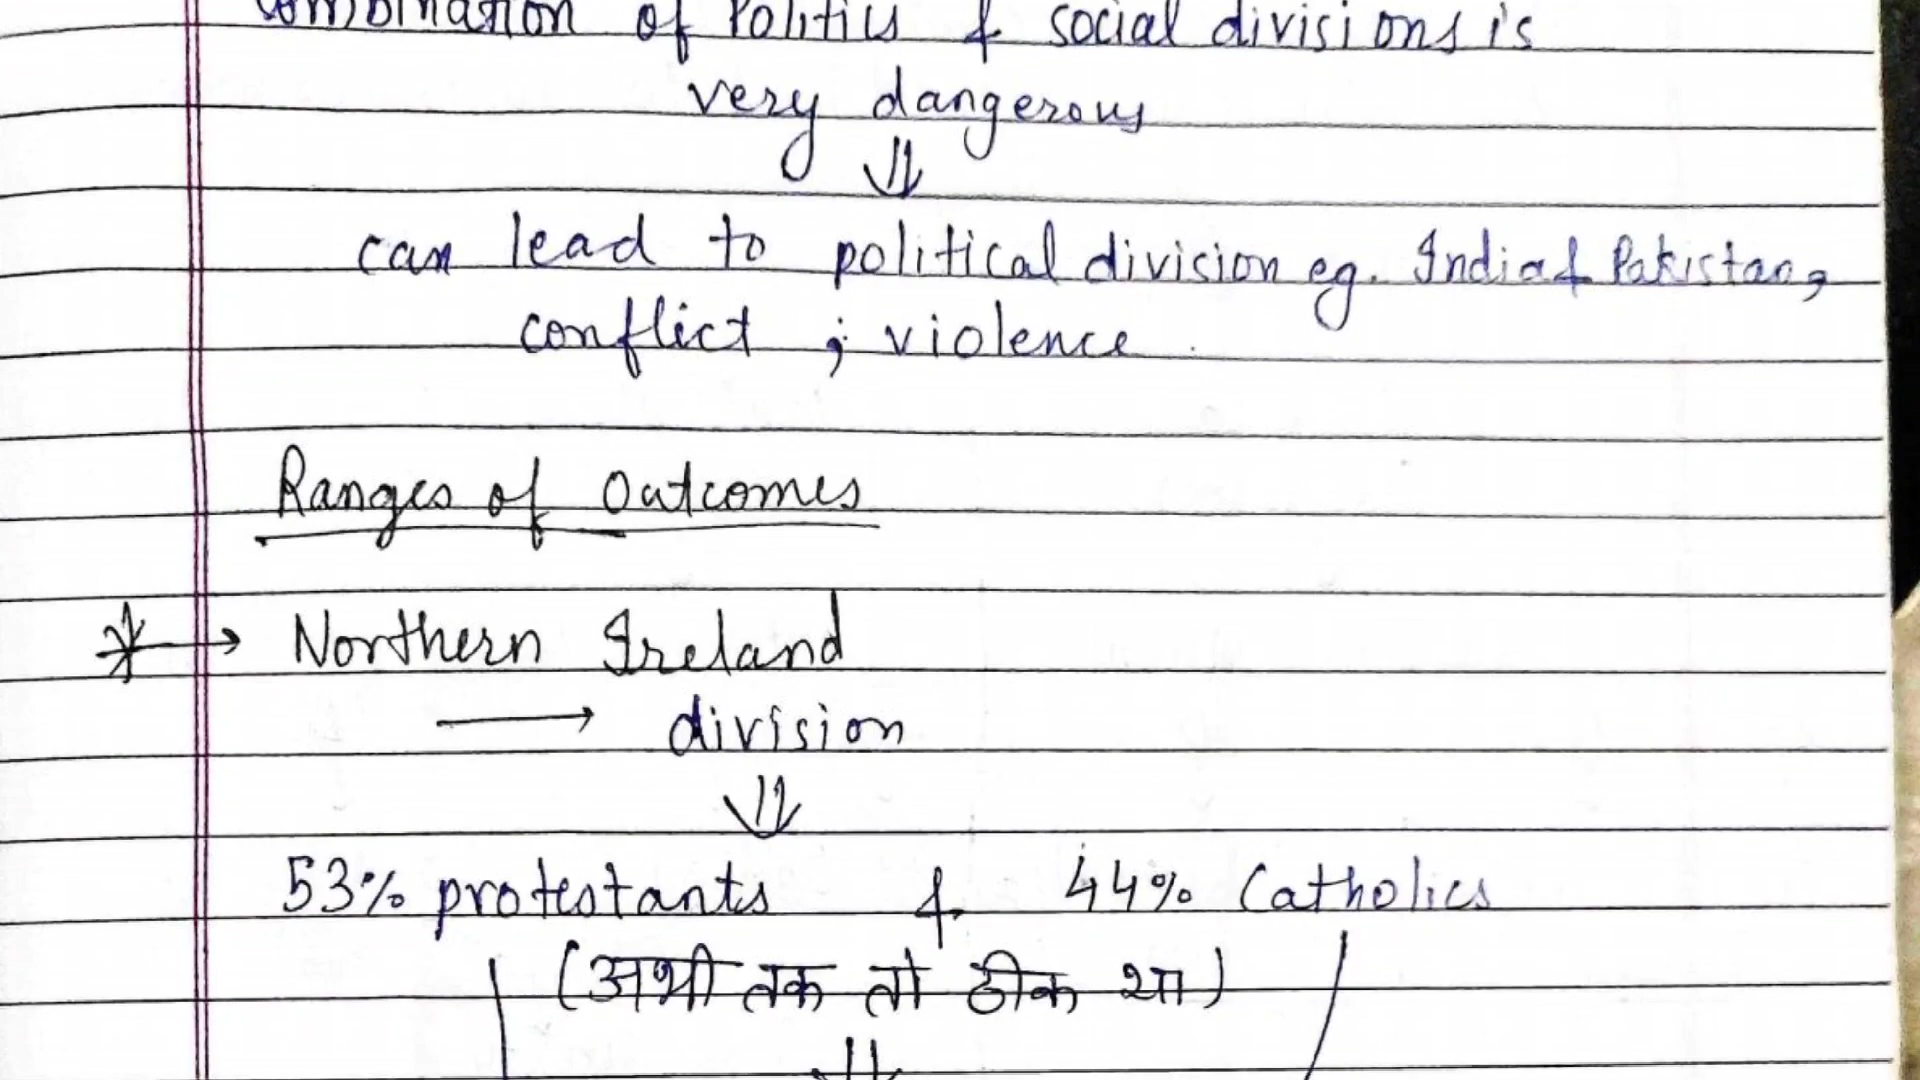 combination of Politics & social divisions is
very dangerous
⇓
can lead to political division eg. India & Pakistan,
conflict ; violence.
Ranges of Outcomes
* → Northern Ireland
→ division
⇓
53% protestants & 44% Catholics
(अभी तक तो ठीक था)
⇓